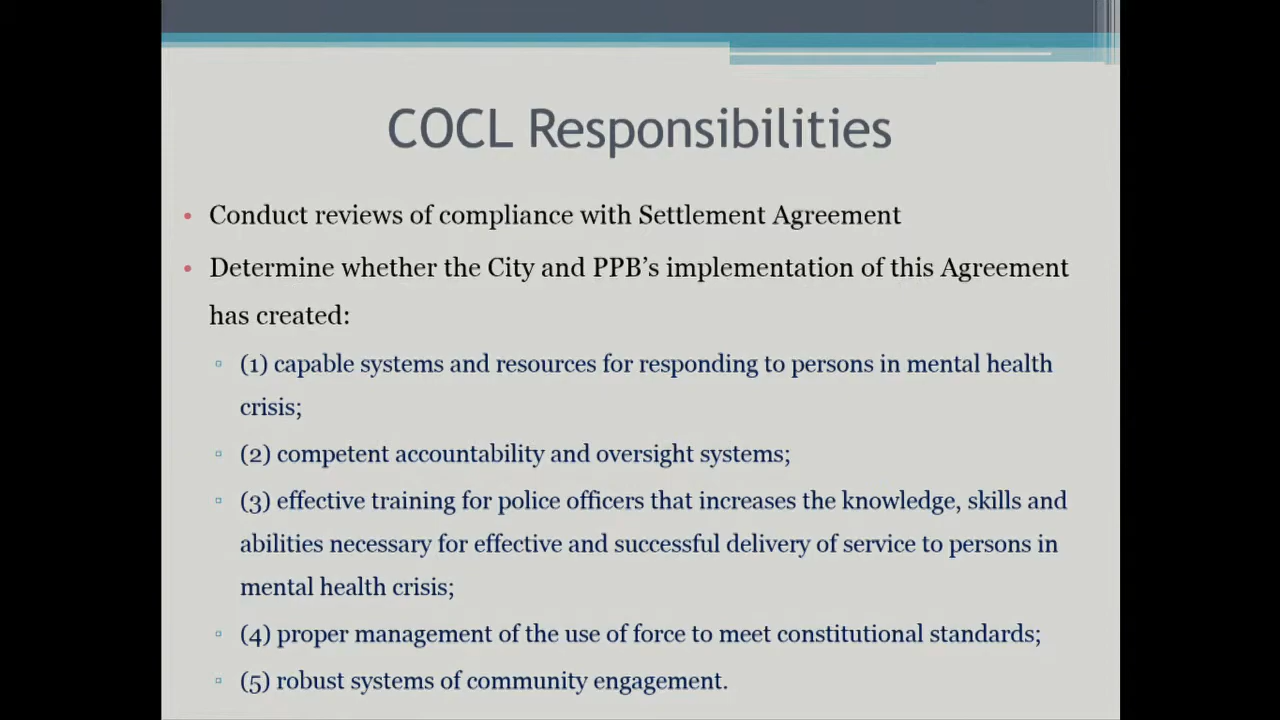 COCL Responsibilities
• Conduct reviews of compliance with Settlement Agreement
• Determine whether the City and PPB’s implementation of this Agreement
has created:
▫ (1) capable systems and resources for responding to persons in mental health
crisis;
▫ (2) competent accountability and oversight systems;
▫ (3) effective training for police officers that increases the knowledge, skills and
abilities necessary for effective and successful delivery of service to persons in
mental health crisis;
▫ (4) proper management of the use of force to meet constitutional standards;
▫ (5) robust systems of community engagement.